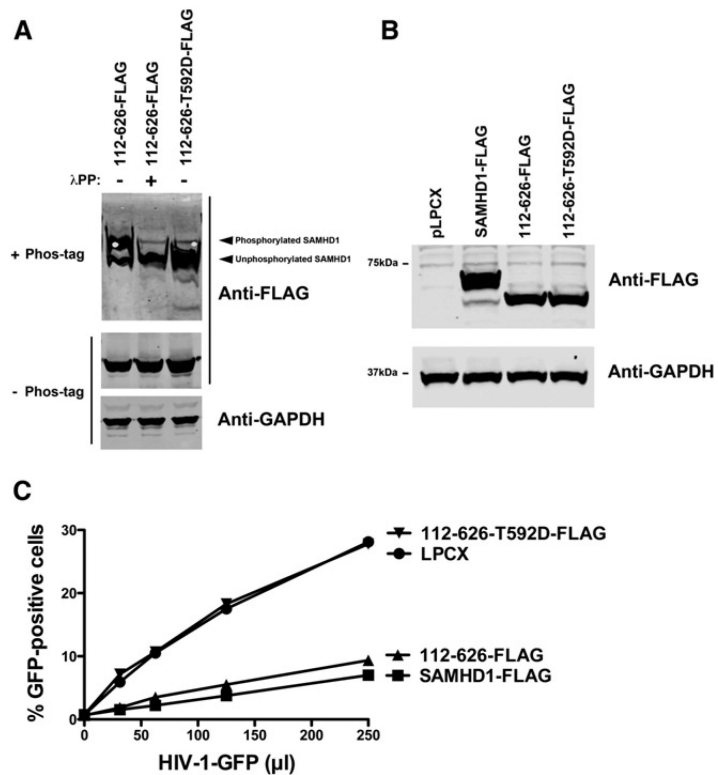 A
112-626-FLAG
112-626-FLAG
112-626-T592D-FLAG
λPP: - + -
+ Phos-tag
Phosphorylated SAMHD1
Unphosphorylated SAMHD1
Anti-FLAG
- Phos-tag
Anti-GAPDH
B
pLPCX
SAMHD1-FLAG
112-626-FLAG
112-626-T592D-FLAG
75kDa
Anti-FLAG
37kDa
Anti-GAPDH
C
% GFP-positive cells
30
20
10
0
0 50 100 150 200 250
HIV-1-GFP (µl)
112-626-T592D-FLAG
LPCX
112-626-FLAG
SAMHD1-FLAG